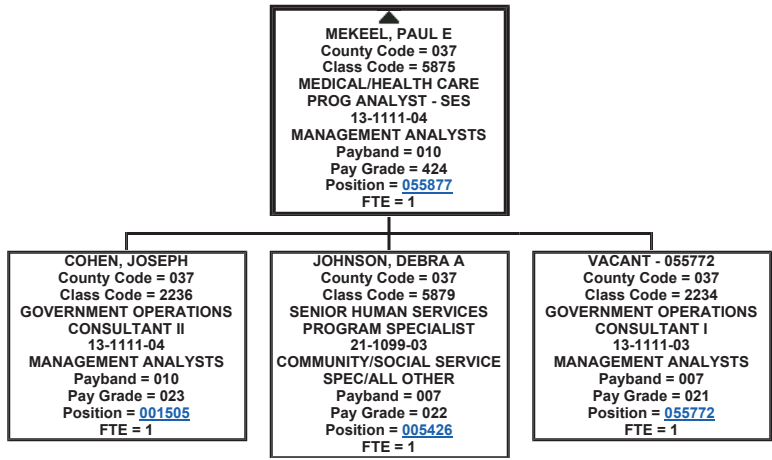 MEKEEL, PAUL E
County Code = 037
Class Code = 5875
MEDICAL/HEALTH CARE
PROG ANALYST - SES
13-1111-04
MANAGEMENT ANALYSTS
Payband = 010
Pay Grade = 424
Position = 055877
FTE = 1
COHEN, JOSEPH
County Code = 037
Class Code = 2236
GOVERNMENT OPERATIONS
CONSULTANT II
13-1111-04
MANAGEMENT ANALYSTS
Payband = 010
Pay Grade = 023
Position = 001505
FTE = 1
JOHNSON, DEBRA A
County Code = 037
Class Code = 5879
SENIOR HUMAN SERVICES
PROGRAM SPECIALIST
21-1099-03
COMMUNITY/SOCIAL SERVICE
SPEC/ALL OTHER
Payband = 007
Pay Grade = 022
Position = 005426
FTE = 1
VACANT - 055772
County Code = 037
Class Code = 2234
GOVERNMENT OPERATIONS
CONSULTANT I
13-1111-03
MANAGEMENT ANALYSTS
Payband = 007
Pay Grade = 021
Position = 055772
FTE = 1